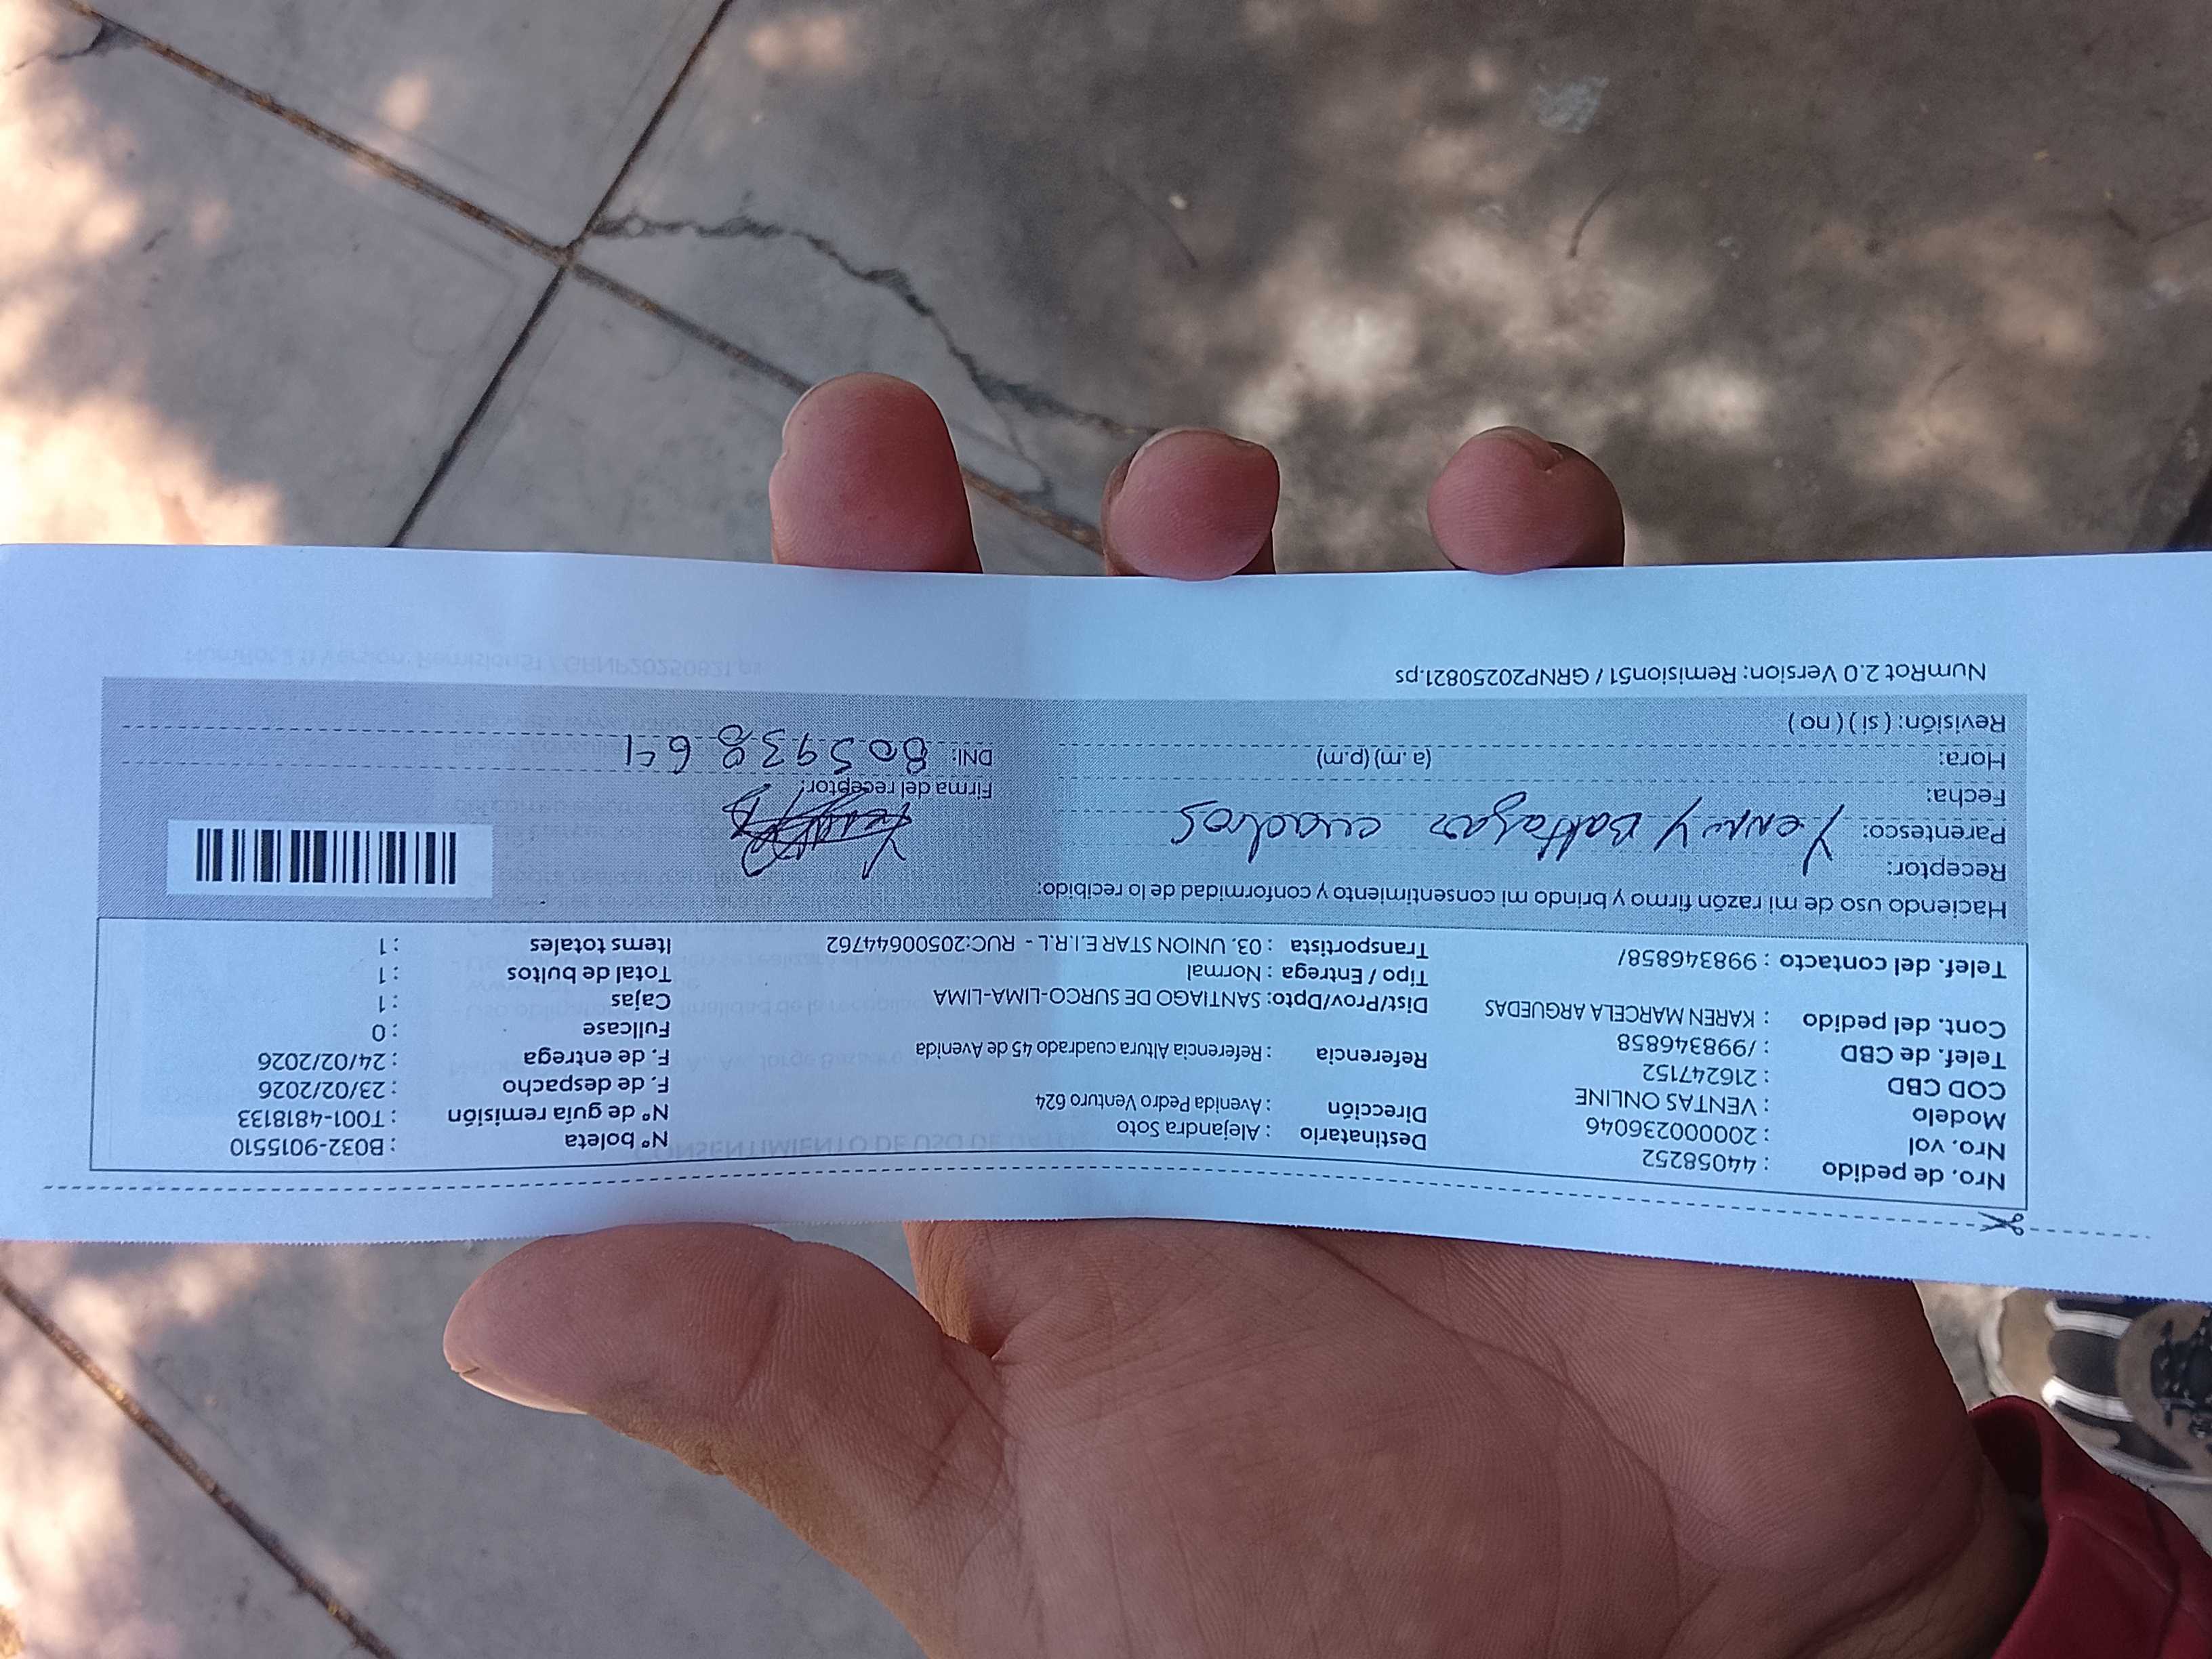 Nro. de pedido : 44058252
Nro. vol : 20000236046
Modelo : VENTAS ONLINE
COD CBD : 216247152
Telef. de CBD : /998346858
Cont. del pedido : KAREN MARCELA ARGUEDAS
Telef. del contacto : 998346858/
Destinatario : Alejandra Soto
Dirección : Avenida Pedro Venturo 624
Referencia : Referencia Altura cuadrado 45 de Avenida
Dist/Prov/Dpto: SANTIAGO DE SURCO-LIMA-LIMA
Tipo / Entrega : Normal
Transportista : 03. UNION STAR E.I.R.L - RUC:20500644762
N° boleta : B032-9015510
N° de guía remisión : T001-4818133
F. de despacho : 23/02/2026
F. de entrega : 24/02/2026
Fullcase : 0
Cajas : 1
Total de bultos : 1
Items totales : 1
Haciendo uso de mi razón firmo y brindo mi consentimiento y conformidad de lo recibido:
Receptor:
Yenny Baltazar cuadros
Parentesco:
Fecha:
Hora: (a .m) (p.m)
Revisión: ( si ) ( no )
Firma del receptor:
DNI: 80593864
NumRot 2.0 Version: Remision51 / GRNP20250821.ps